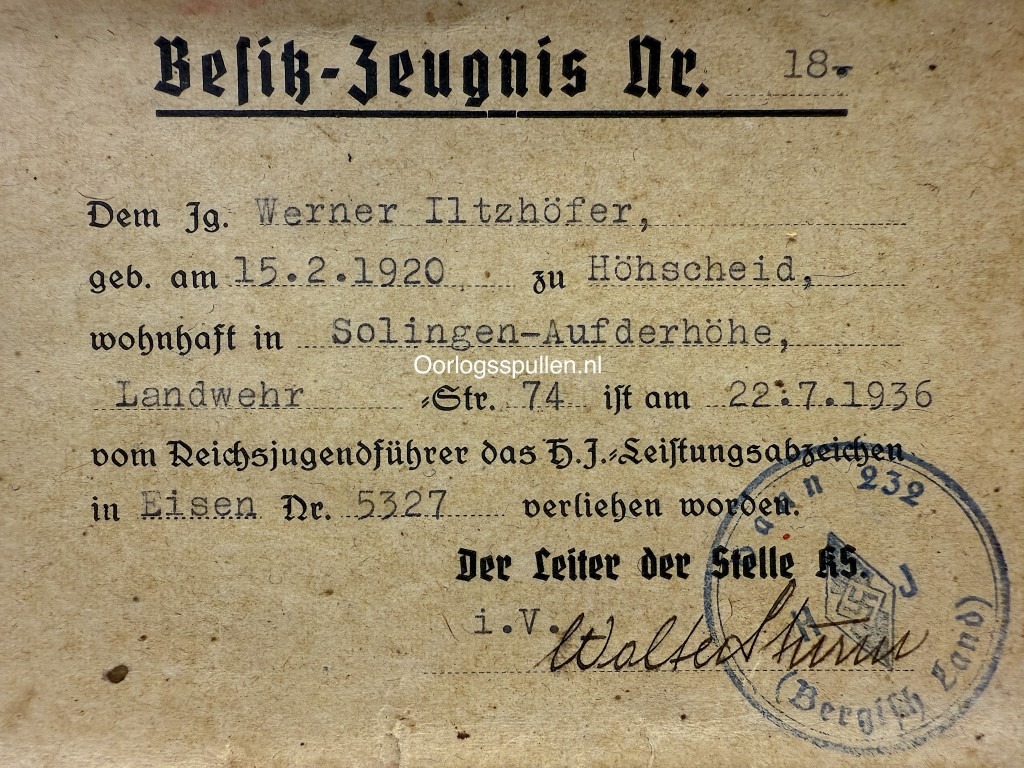 Besitz-Zeugnis Nr. 18.
Dem Jg. Werner Iltzhöfer,
geb. am 15.2.1920 zu Höhscheid,
wohnhaft in Solingen-Aufderhöhe,
Oorlogsspullen.nl
Landwehr -Str. 74 ist am 22.7.1936
vom Reichsjugendführer das H.J.-Leistungsabzeichen
in Eisen Nr. 5327 verliehen worden.
Der Leiter der Stelle KS.
i.V. Walter Sturm
Bann 232
H J
(Bergisch Land)